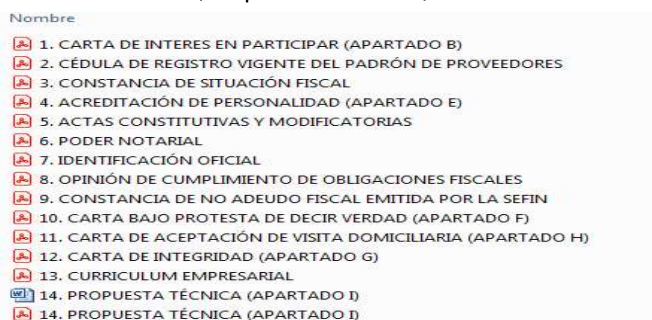 Nombre
1. CARTA DE INTERES EN PARTICIPAR (APARTADO B)
2. CÉDULA DE REGISTRO VIGENTE DEL PADRÓN DE PROVEEDORES
3. CONSTANCIA DE SITUACIÓN FISCAL
4. ACREDITACIÓN DE PERSONALIDAD (APARTADO E)
5. ACTAS CONSTITUTIVAS Y MODIFICATORIAS
6. PODER NOTARIAL
7. IDENTIFICACIÓN OFICIAL
8. OPINIÓN DE CUMPLIMIENTO DE OBLIGACIONES FISCALES
9. CONSTANCIA DE NO ADEUDO FISCAL EMITIDA POR LA SEFIN
10. CARTA BAJO PROTESTA DE DECIR VERDAD (APARTADO F)
11. CARTA DE ACEPTACIÓN DE VISITA DOMICILIARIA (APARTADO H)
12. CARTA DE INTEGRIDAD (APARTADO G)
13. CURRICULUM EMPRESARIAL
14. PROPUESTA TÉCNICA (APARTADO I)
14. PROPUESTA TÉCNICA (APARTADO I)